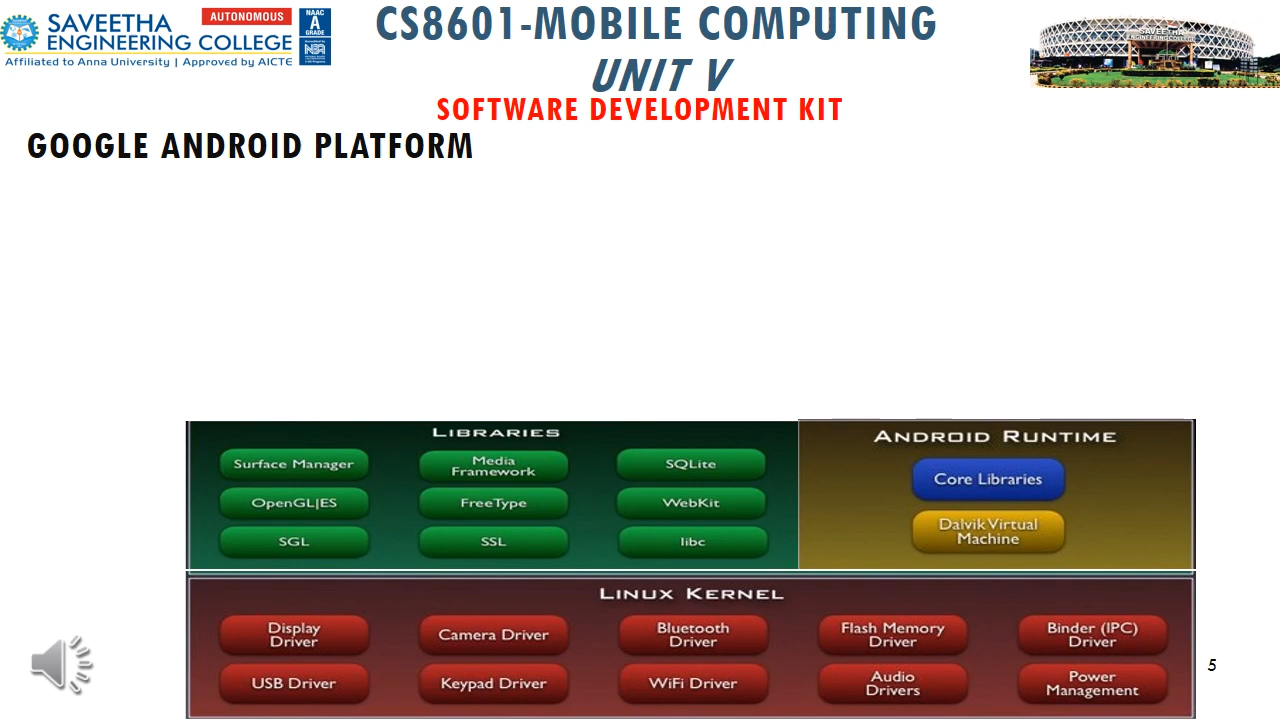 SAVEETHA
ENGINEERING COLLEGE
AUTONOMOUS
NAAC
A
GRADE
Affiliated to Anna University | Approved by AICTE
CS8601-MOBILE COMPUTING
UNIT V
SOFTWARE DEVELOPMENT KIT
GOOGLE ANDROID PLATFORM
LIBRARIES
Surface Manager
Media
Framework
SQLite
OpenGL|ES
FreeType
WebKit
SGL
SSL
libc
ANDROID RUNTIME
Core Libraries
Dalvik Virtual
Machine
LINUX KERNEL
Display
Driver
Camera Driver
Bluetooth
Driver
Flash Memory
Driver
Binder (IPC)
Driver
USB Driver
Keypad Driver
WiFi Driver
Audio
Drivers
Power
Management
5